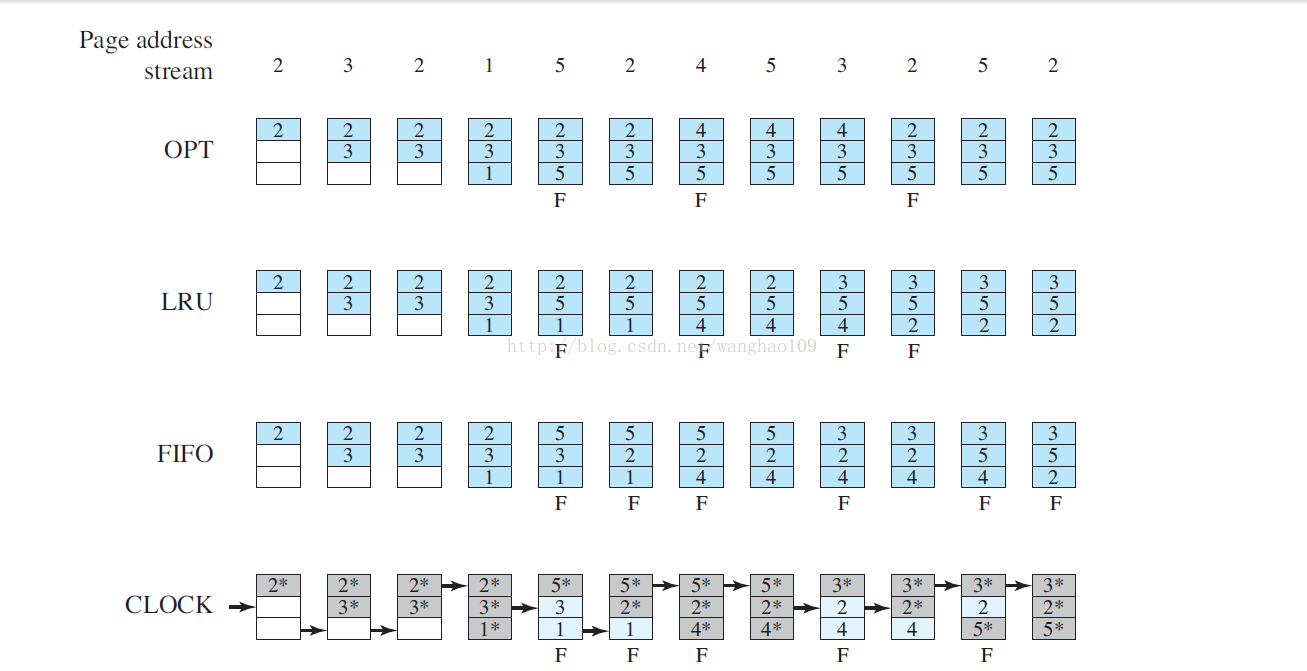 Page address
stream 2 3 2 1 5 2 4 5 3 2 5 2
2 2 2 2 2 2 4 4 4 2 2 2
OPT 3 3 3 3 3 3 3 3 3 3 3
1 5 5 5 5 5 5 5 5
F F F
2 2 2 2 2 2 2 2 3 3 3 3
LRU 3 3 3 5 5 5 5 5 5 5 5
1 1 1 4 4 4 2 2 2
http://blog.csdn.net/wanghao109
F F F F
2 2 2 2 5 5 5 5 3 3 3 3
FIFO 3 3 3 3 2 2 2 2 2 5 5
1 1 1 4 4 4 4 4 2
F F F F F F
2* 2* 2* 2* 5* 5* 5* 5* 3* 3* 3* 3*
CLOCK 3* 3* 3* 3 2* 2* 2* 2 2* 2 2*
1* 1 1 4* 4* 4 4 5* 5*
F F F F F